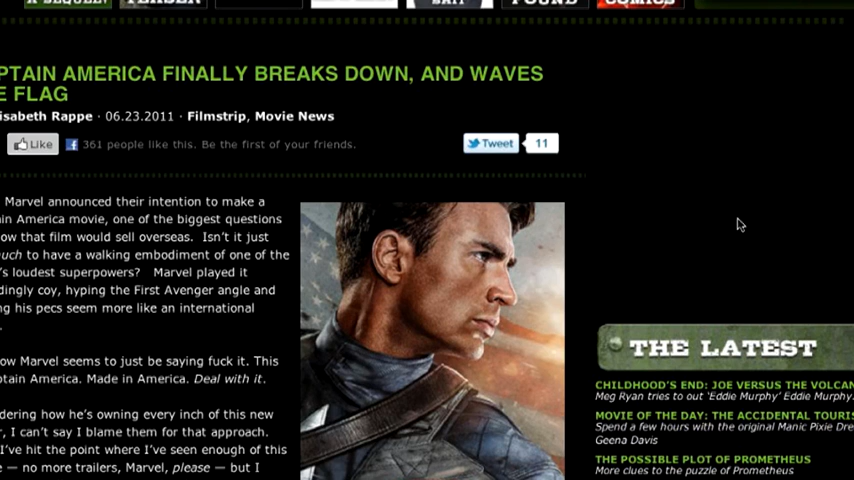 A SEQUEL!
TEASER
BAIT
FOUND
COMICS
PTAIN AMERICA FINALLY BREAKS DOWN, AND WAVES
E FLAG
isabeth Rappe · 06.23.2011 · Filmstrip, Movie News
Like
361 people like this. Be the first of your friends.
Tweet
11
Marvel announced their intention to make a
ain America movie, one of the biggest questions
ow that film would sell overseas. Isn't it just
uch to have a walking embodiment of one of the
's loudest superpowers? Marvel played it
dingly coy, hyping the First Avenger angle and
ng his pecs seem more like an international
.
ow Marvel seems to just be saying fuck it. This
ptain America. Made in America. Deal with it.
dering how he's owning every inch of this new
r, I can't say I blame them for that approach.
I've hit the point where I've seen enough of this
e — no more trailers, Marvel, please — but I
THE LATEST
CHILDHOOD'S END: JOE VERSUS THE VOLCAN
Meg Ryan tries to out 'Eddie Murphy' Eddie Murphy.
MOVIE OF THE DAY: THE ACCIDENTAL TOURIS
Spend a few hours with the original Manic Pixie Dre
Geena Davis
THE POSSIBLE PLOT OF PROMETHEUS
More clues to the puzzle of Prometheus